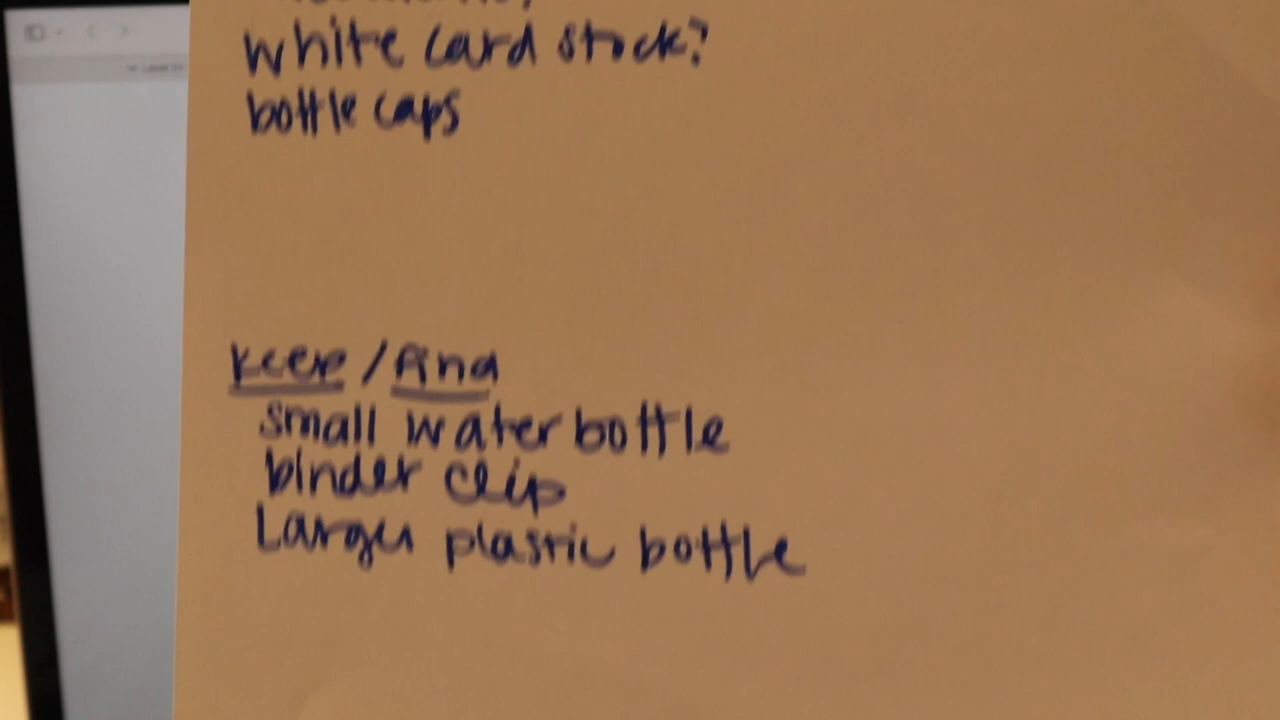 white card stock?
bottle caps
keep / find
small water bottle
binder clip
Larger plastic bottle